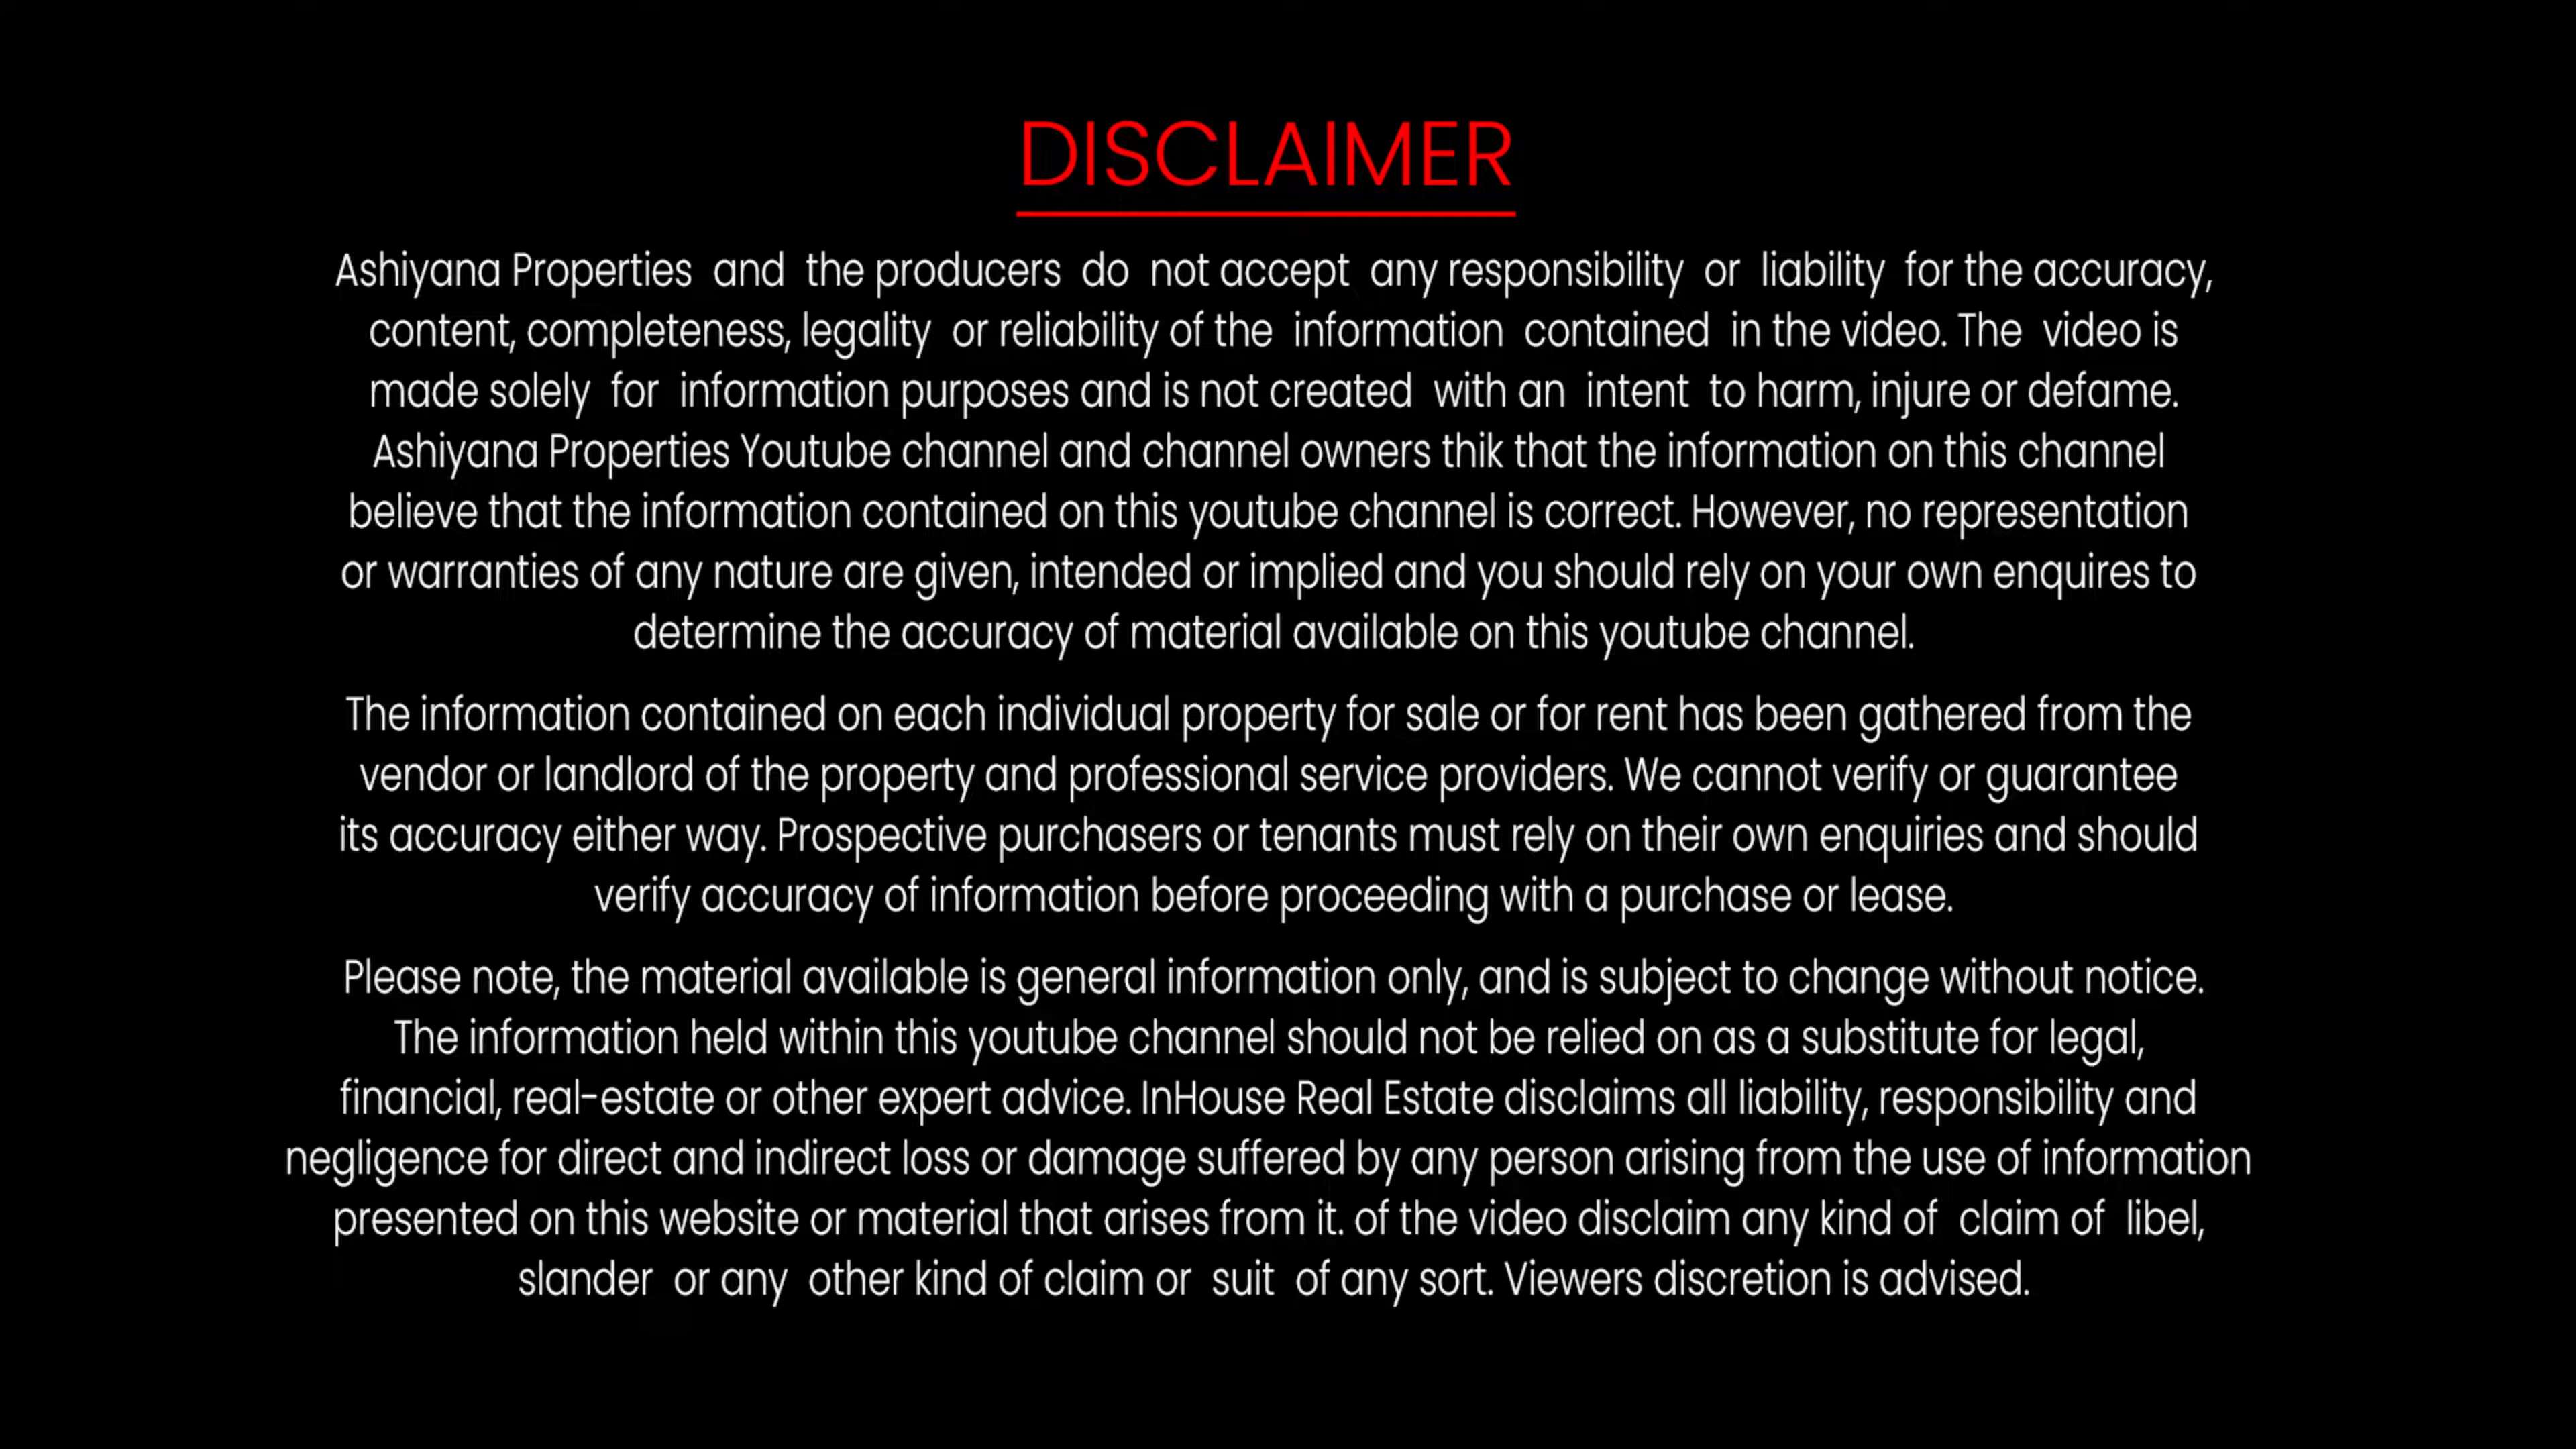 DISCLAIMER
Ashiyana Properties and the producers do not accept any responsibility or liability for the accuracy,
content, completeness, legality or reliability of the information contained in the video. The video is
made solely for information purposes and is not created with an intent to harm, injure or defame.
Ashiyana Properties Youtube channel and channel owners thik that the information on this channel
believe that the information contained on this youtube channel is correct. However, no representation
or warranties of any nature are given, intended or implied and you should rely on your own enquires to
determine the accuracy of material available on this youtube channel.
The information contained on each individual property for sale or for rent has been gathered from the
vendor or landlord of the property and professional service providers. We cannot verify or guarantee
its accuracy either way. Prospective purchasers or tenants must rely on their own enquiries and should
verify accuracy of information before proceeding with a purchase or lease.
Please note, the material available is general information only, and is subject to change without notice.
The information held within this youtube channel should not be relied on as a substitute for legal,
financial, real-estate or other expert advice. InHouse Real Estate disclaims all liability, responsibility and
negligence for direct and indirect loss or damage suffered by any person arising from the use of information
presented on this website or material that arises from it. of the video disclaim any kind of claim of libel,
slander or any other kind of claim or suit of any sort. Viewers discretion is advised.